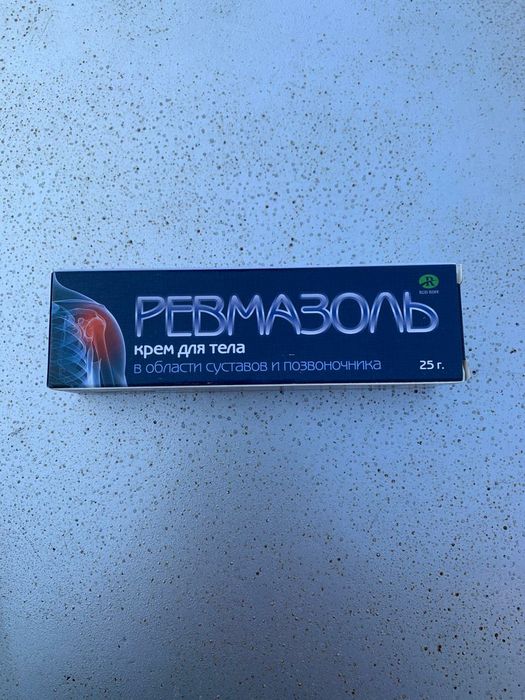 РЕВМАЗОЛЬ
крем для тела
в области суставов и позвоночника
25 г.